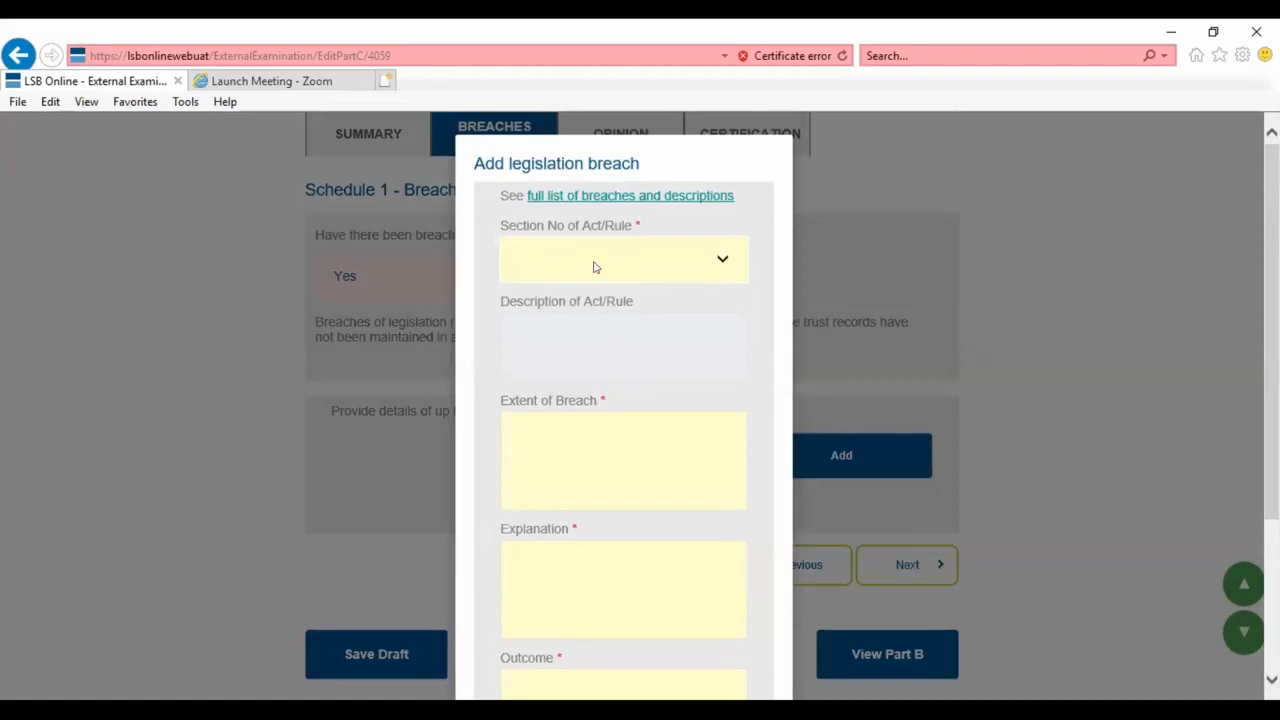 https://lsbonlinewebuat/ExternalExamination/EditPartC/4059
Certificate error
Search...
LSB Online - External Exami...
Launch Meeting - Zoom
File Edit View Favorites Tools Help
SUMMARY
BREACHES
OPINION
CERTIFICATION
Add legislation breach
Schedule 1 - Breach
See full list of breaches and descriptions
Section No of Act/Rule *
Have there been breach
Yes
Description of Act/Rule
Breaches of legislation
e trust records have
not been maintained in a
Extent of Breach *
Provide details of up
Add
Explanation *
evious
Next
Save Draft
View Part B
Outcome *